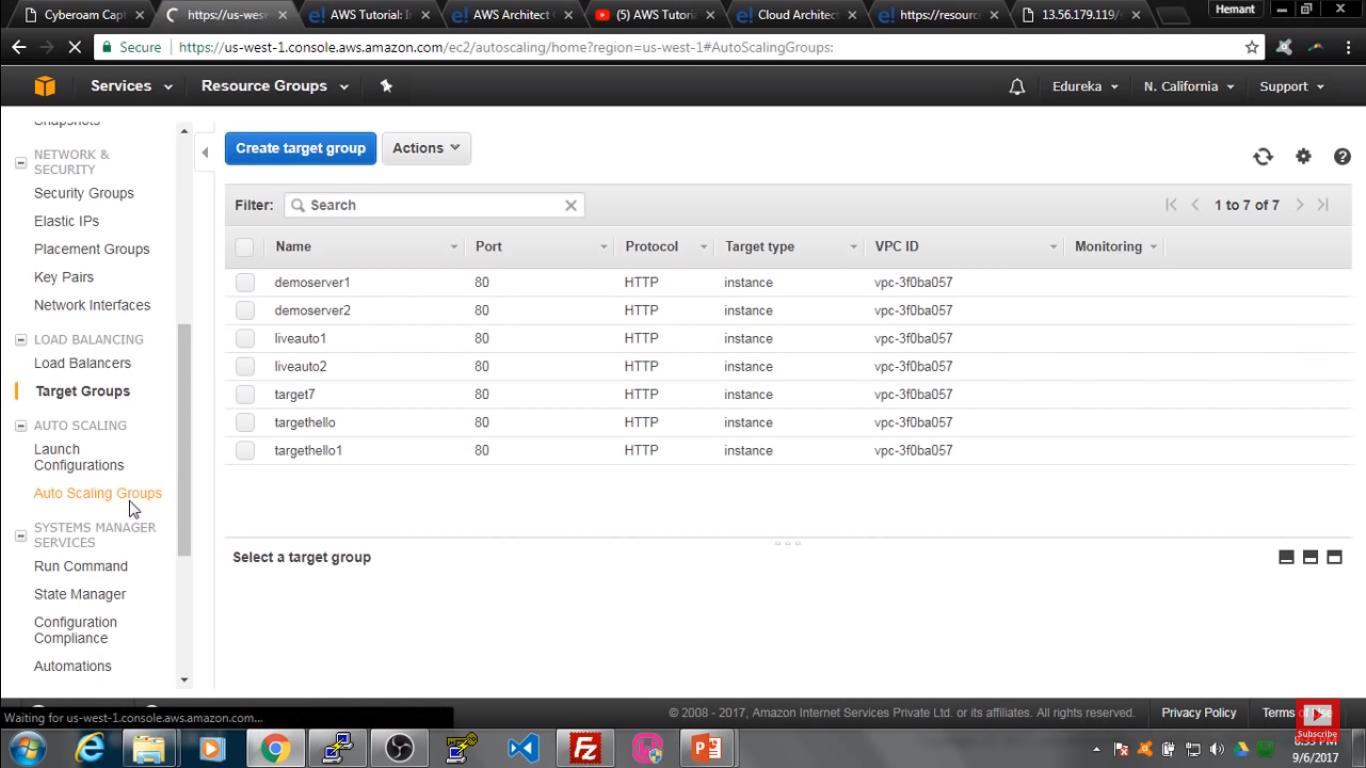 Cyberoam Capt
https://us-wes
AWS Tutorial: I
AWS Architect
(5) AWS Tutoria
Cloud Architec
https://resourc
13.56.179.119/
Hemant
Secure
https://us-west-1.console.aws.amazon.com/ec2/autoscaling/home?region=us-west-1#AutoScalingGroups:
Services
Resource Groups
Edureka
N. California
Support
Snapshots
NETWORK &
SECURITY
Security Groups
Elastic IPs
Placement Groups
Key Pairs
Network Interfaces
LOAD BALANCING
Load Balancers
Target Groups
AUTO SCALING
Launch
Configurations
Auto Scaling Groups
SYSTEMS MANAGER
SERVICES
Run Command
State Manager
Configuration
Compliance
Automations
Create target group
Actions
Filter:
Search
1 to 7 of 7
Name Port Protocol Target type VPC ID Monitoring
demoserver1 80 HTTP instance vpc-3f0ba057
demoserver2 80 HTTP instance vpc-3f0ba057
liveauto1 80 HTTP instance vpc-3f0ba057
liveauto2 80 HTTP instance vpc-3f0ba057
target7 80 HTTP instance vpc-3f0ba057
targethello 80 HTTP instance vpc-3f0ba057
targethello1 80 HTTP instance vpc-3f0ba057
Select a target group
Waiting for us-west-1.console.aws.amazon.com...
© 2008 - 2017, Amazon Internet Services Private Ltd. or its affiliates. All rights reserved.
Privacy Policy
Terms
Subscribe
9/6/2017